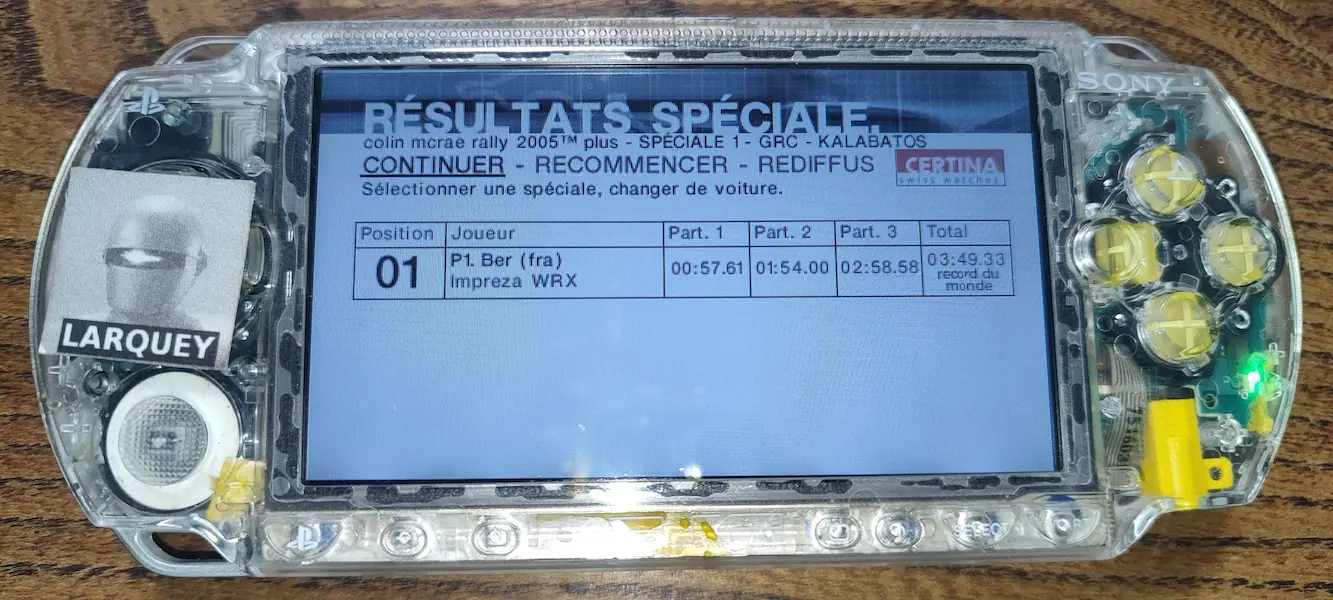 SONY
RÉSULTATS SPÉCIALE.
colin mcrae rally 2005™ plus - SPÉCIALE 1 - GRC - KALABATOS
CONTINUER - RECOMMENCER - REDIFFUS
CERTINA
swiss watches
Sélectionner une spéciale, changer de voiture.
Position Joueur Part. 1 Part. 2 Part. 3 Total
01 P1. Ber (fra) 00:57.61 01:54.00 02:58.58 03:49.33
Impreza WRX record du
monde
LARQUEY